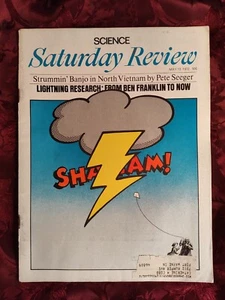 SCIENCE
Saturday Review
Strummin' Banjo in North Vietnam by Pete Seeger
LIGHTNING RESEARCH: FROM BEN FRANKLIN TO NOW
SHAZAM!